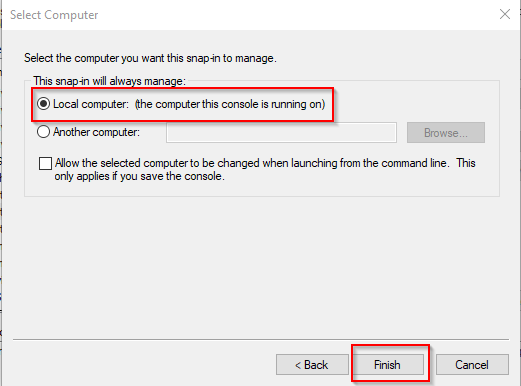 Select Computer
Select the computer you want this snap-in to manage.
This snap-in will always manage:
Local computer: (the computer this console is running on)
Another computer:
Browse...
Allow the selected computer to be changed when launching from the command line. This
only applies if you save the console.
< Back
Finish
Cancel